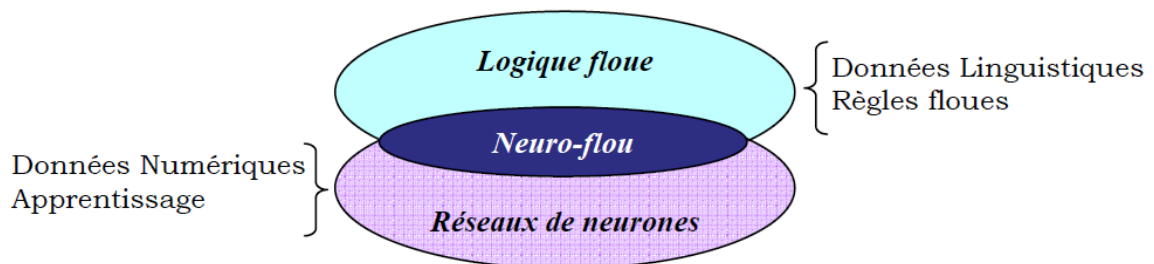 Logique floue
Données Linguistiques
Règles floues
Neuro-flou
Données Numériques
Apprentissage
Réseaux de neurones